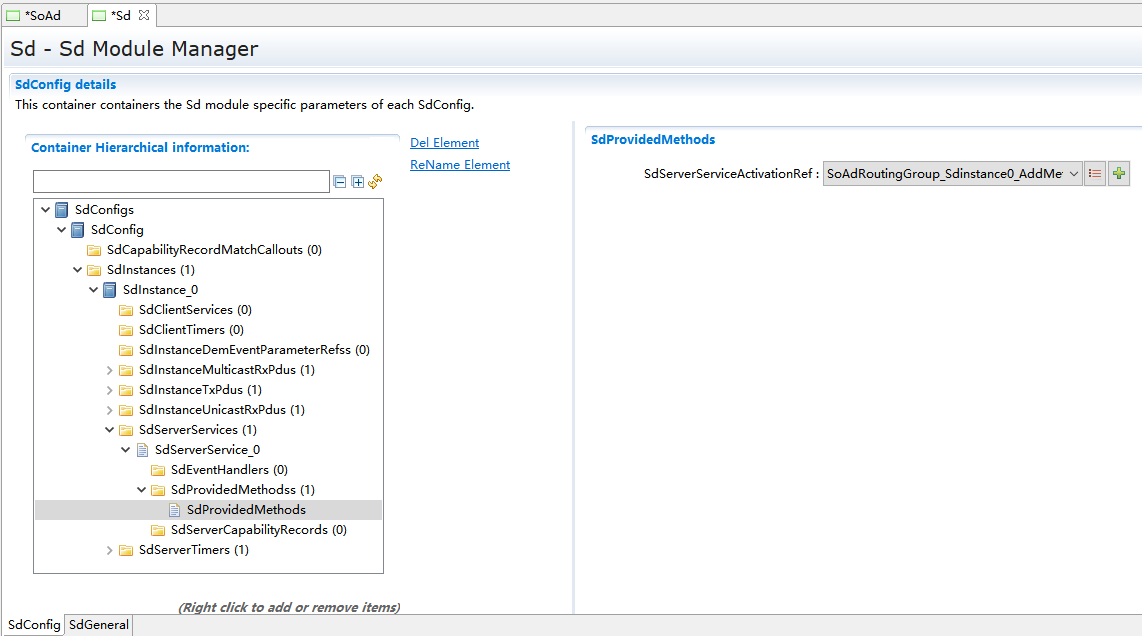 *SoAd
*Sd
Sd - Sd Module Manager
SdConfig details
This container containers the Sd module specific parameters of each SdConfig.
Container Hierarchical information:
Del Element
ReName Element
SdConfigs
SdConfig
SdCapabilityRecordMatchCallouts (0)
SdInstances (1)
SdInstance_0
SdClientServices (0)
SdClientTimers (0)
SdInstanceDemEventParameterRefss (0)
SdInstanceMulticastRxPdus (1)
SdInstanceTxPdus (1)
SdInstanceUnicastRxPdus (1)
SdServerServices (1)
SdServerService_0
SdEventHandlers (0)
SdProvidedMethodss (1)
SdProvidedMethods
SdServerCapabilityRecords (0)
SdServerTimers (1)
(Right click to add or remove items)
SdProvidedMethods
SdServerServiceActivationRef : SoAdRoutingGroup_Sdinstance0_AddMe
SdConfig SdGeneral